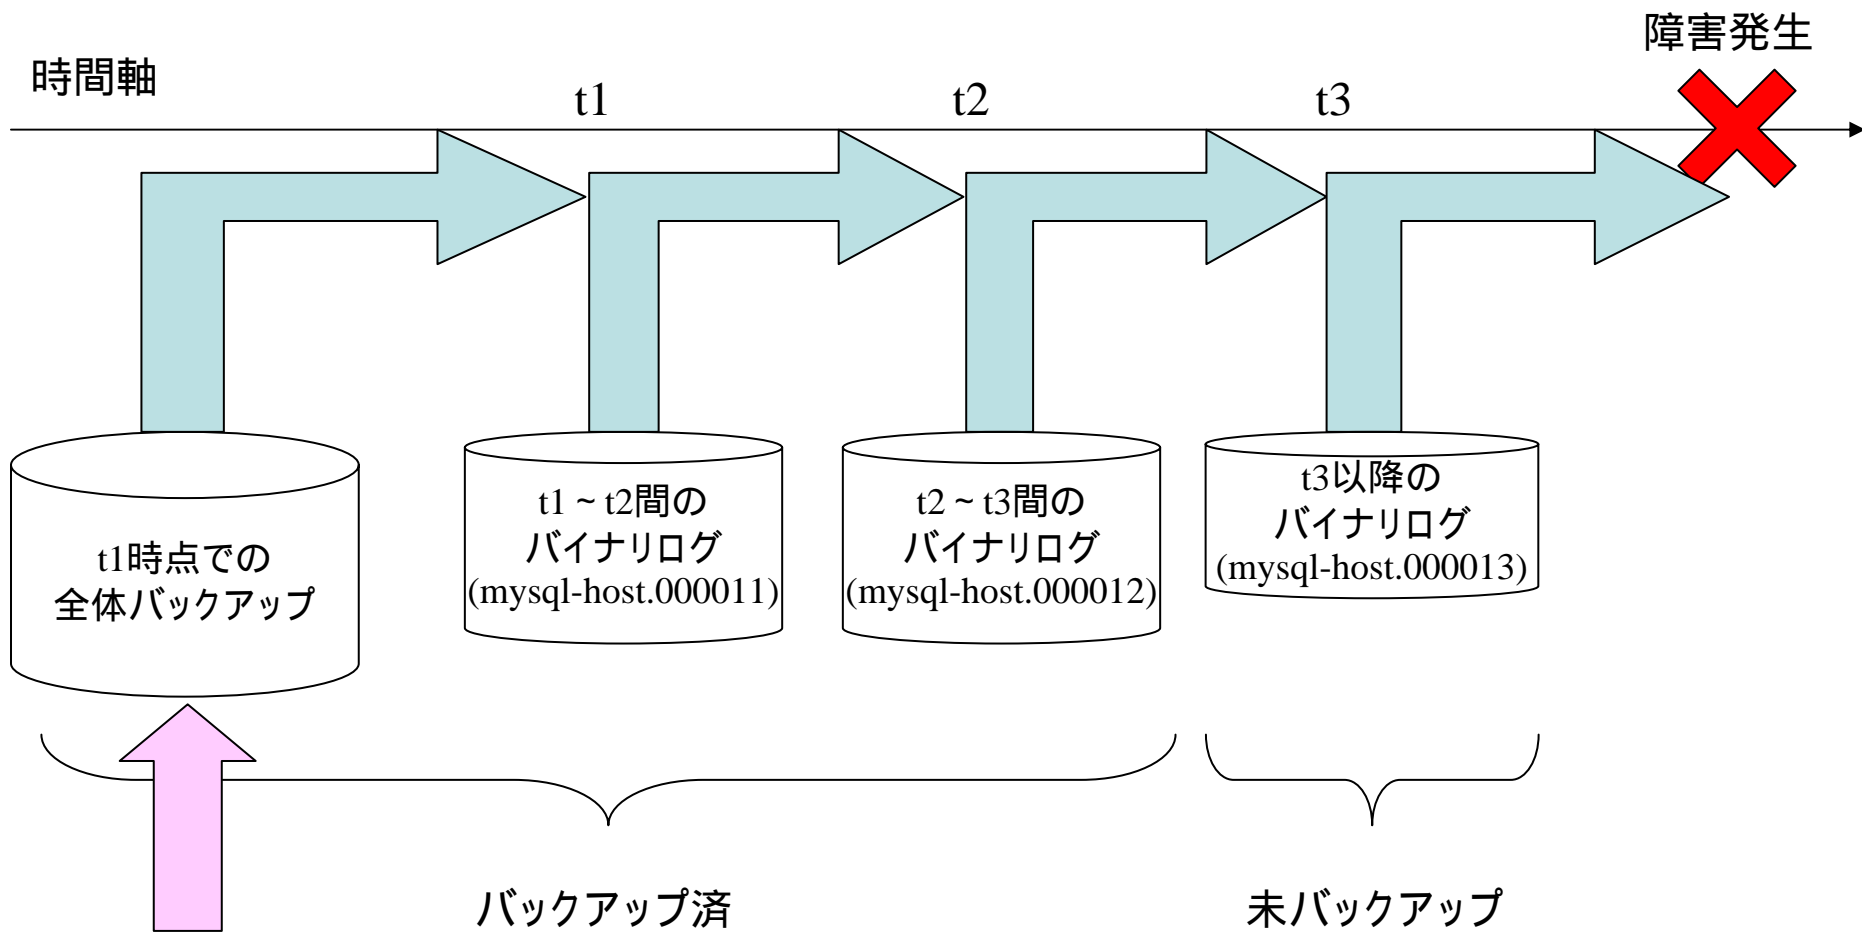 障害発生
時間軸
t1
t2
t3
t1時点での
全体バックアップ
t1～t2間の
バイナリログ
(mysql-host.000011)
t2～t3間の
バイナリログ
(mysql-host.000012)
t3以降の
バイナリログ
(mysql-host.000013)
バックアップ済
未バックアップ